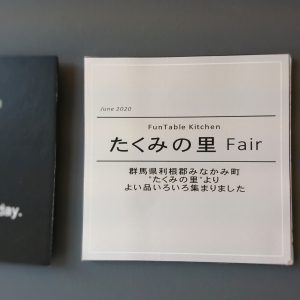 June 2020
FunTable Kitchen
たくみの里 Fair
群馬県利根郡みなかみ町
"たくみの里"より
よい品いろいろ集まりました
day.